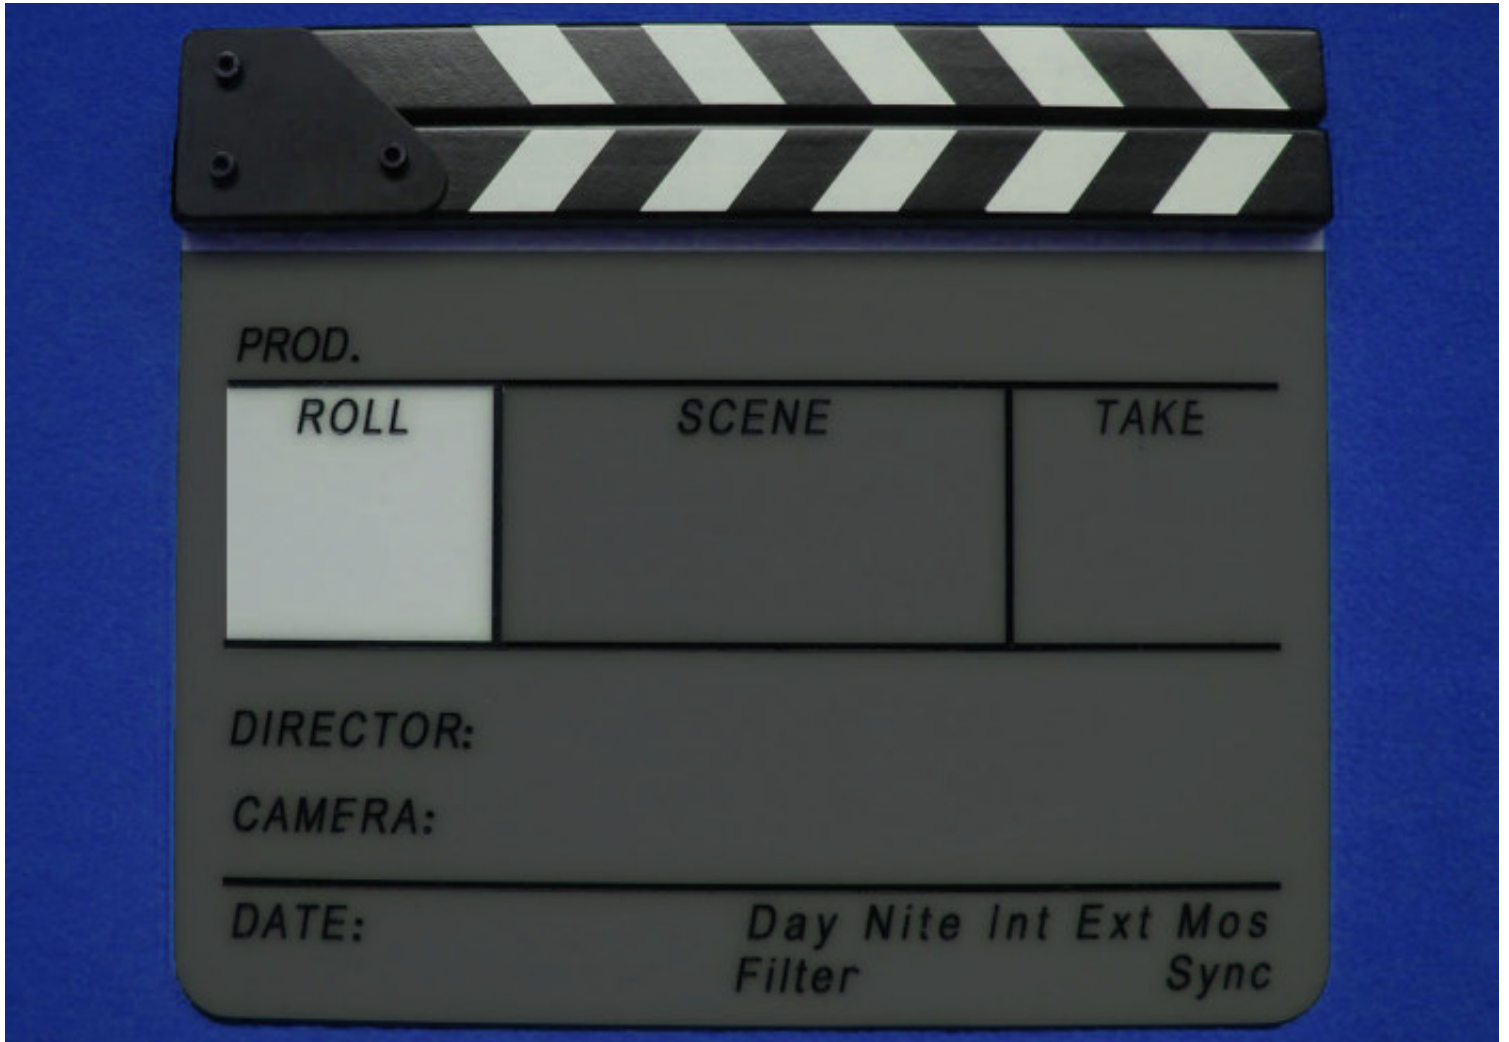 PROD.
ROLL SCENE TAKE
DIRECTOR:
CAMERA:
DATE: Day Nite Int Ext Mos
Filter Sync